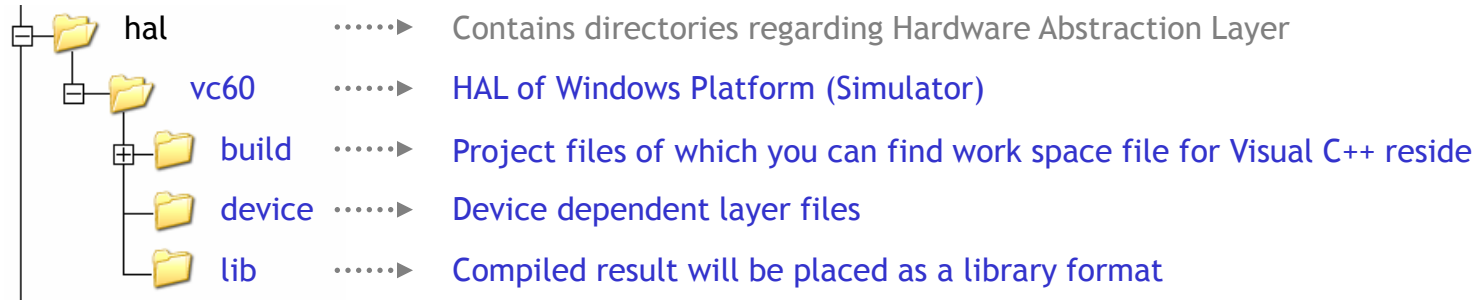 hal Contains directories regarding Hardware Abstraction Layer
vc60 HAL of Windows Platform (Simulator)
build Project files of which you can find work space file for Visual C++ reside
device Device dependent layer files
lib Compiled result will be placed as a library format